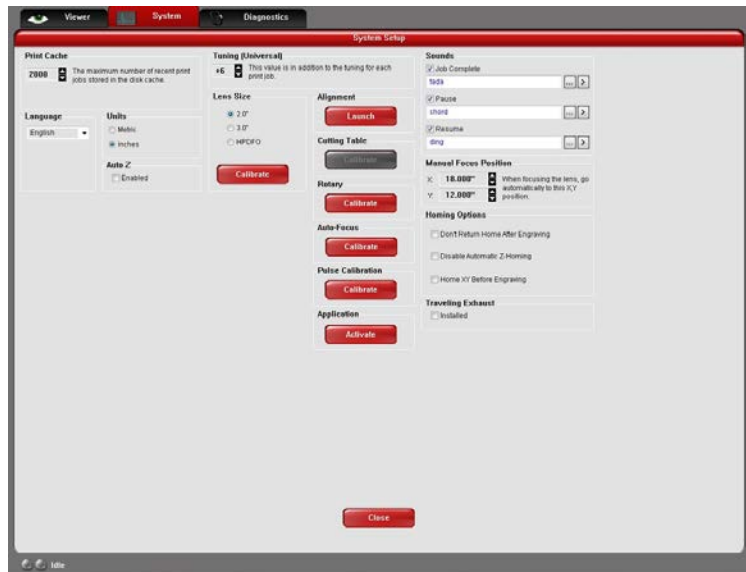 Viewer
System
Diagnostics
System Setup
Print Cache
2000
The maximum number of recent print
jobs stored in the disk cache.
Language
English
Units
Metric
Inches
Auto Z
Enabled
Tuning (Universal)
+6
This value is in addition to the tuning for each
print job.
Lens Size
2.0"
3.0"
HPDFO
Calibrate
Alignment
Launch
Cutting Table
Calibrate
Rotary
Calibrate
Auto-Focus
Calibrate
Pulse Calibration
Calibrate
Application
Activate
Sounds
Job Complete
tada
...
>
Pause
chord
...
>
Resume
ding
...
>
Manual Focus Position
X: 18.000"
Y: 12.000"
When focusing the lens, go
automatically to this X,Y
position.
Homing Options
Don't Return Home After Engraving
Disable Automatic Z-Homing
Home XY Before Engraving
Traveling Exhaust
Installed
Close
Idle